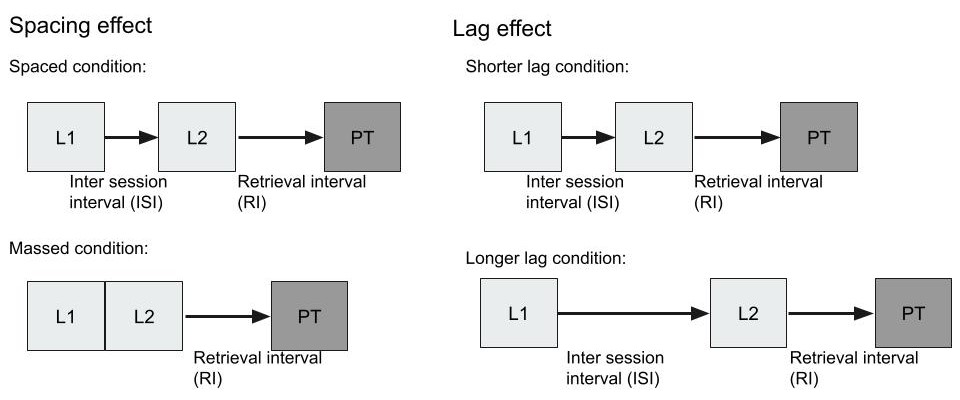 Spacing effect
Spaced condition:
L1
L2
PT
Inter session
interval (ISI)
Retrieval interval
(RI)
Massed condition:
L1
L2
PT
Retrieval interval
(RI)
Lag effect
Shorter lag condition:
L1
L2
PT
Inter session
interval (ISI)
Retrieval interval
(RI)
Longer lag condition:
L1
L2
PT
Inter session
interval (ISI)
Retrieval interval
(RI)